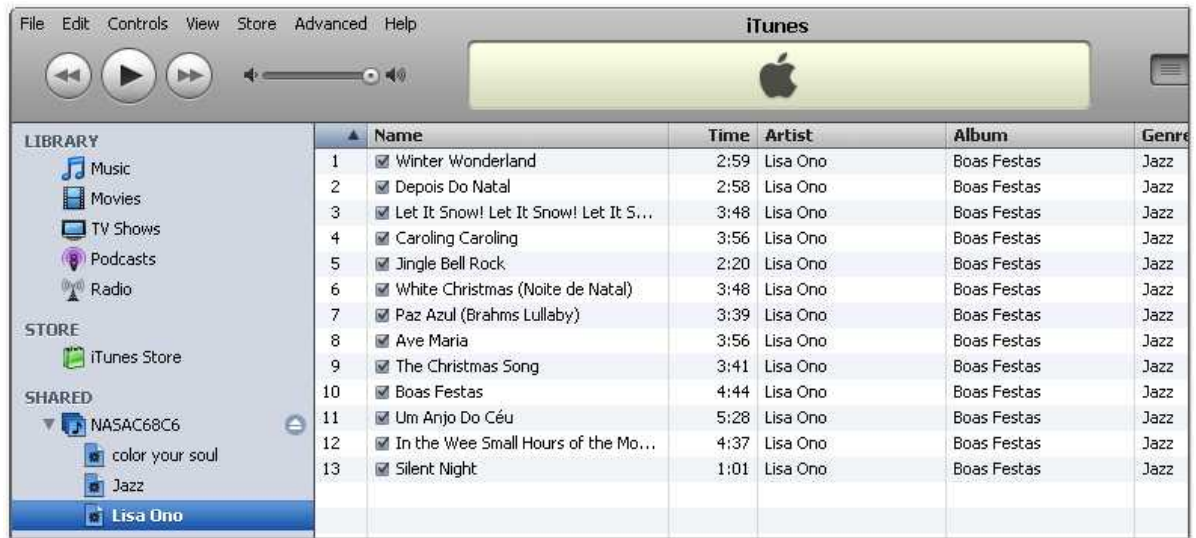 File Edit Controls View Store Advanced Help
iTunes
LIBRARY
Music
Movies
TV Shows
Podcasts
Radio
STORE
iTunes Store
SHARED
NASAC68C6
color your soul
Jazz
Lisa Ono
Name Time Artist Album Genre
1 Winter Wonderland 2:59 Lisa Ono Boas Festas Jazz
2 Depois Do Natal 2:58 Lisa Ono Boas Festas Jazz
3 Let It Snow! Let It Snow! Let It S... 3:48 Lisa Ono Boas Festas Jazz
4 Caroling Caroling 3:56 Lisa Ono Boas Festas Jazz
5 Jingle Bell Rock 2:20 Lisa Ono Boas Festas Jazz
6 White Christmas (Noite de Natal) 3:48 Lisa Ono Boas Festas Jazz
7 Paz Azul (Brahms Lullaby) 3:39 Lisa Ono Boas Festas Jazz
8 Ave Maria 3:56 Lisa Ono Boas Festas Jazz
9 The Christmas Song 3:41 Lisa Ono Boas Festas Jazz
10 Boas Festas 4:44 Lisa Ono Boas Festas Jazz
11 Um Anjo Do Céu 5:28 Lisa Ono Boas Festas Jazz
12 In the Wee Small Hours of the Mo... 4:37 Lisa Ono Boas Festas Jazz
13 Silent Night 1:01 Lisa Ono Boas Festas Jazz